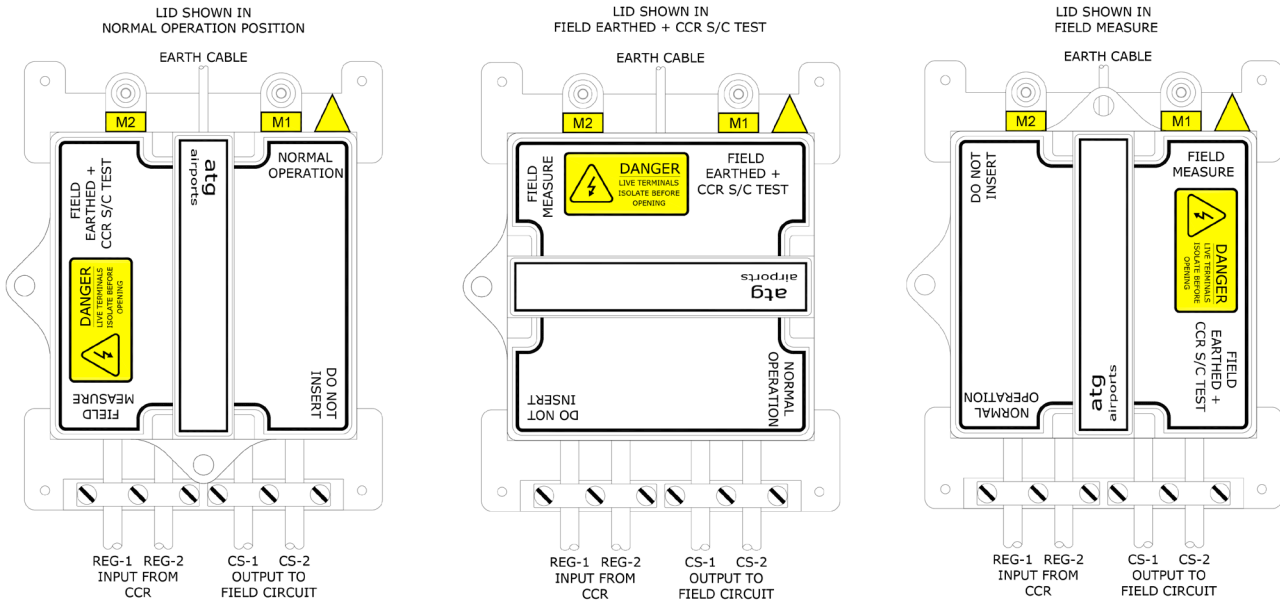 LID SHOWN IN
NORMAL OPERATION POSITION
EARTH CABLE
M2
M1
NORMAL
OPERATION
FIELD
EARTHED +
CCR S/C TEST
atg
airports
DANGER
LIVE TERMINALS
ISOLATE BEFORE
OPENING
FIELD
MEASURE
DO NOT
INSERT
REG-1 REG-2
INPUT FROM
CCR
CS-1 CS-2
OUTPUT TO
FIELD CIRCUIT
LID SHOWN IN
FIELD EARTHED + CCR S/C TEST
EARTH CABLE
M2
M1
FIELD
MEASURE
DANGER
LIVE TERMINALS
ISOLATE BEFORE
OPENING
FIELD
EARTHED +
CCR S/C TEST
atg
airports
DO NOT
INSERT
NORMAL
OPERATION
REG-1 REG-2
INPUT FROM
CCR
CS-1 CS-2
OUTPUT TO
FIELD CIRCUIT
LID SHOWN IN
FIELD MEASURE
EARTH CABLE
M2
M1
DO NOT
INSERT
FIELD
MEASURE
DANGER
LIVE TERMINALS
ISOLATE BEFORE
OPENING
FIELD
EARTHED +
CCR S/C TEST
atg
airports
NORMAL
OPERATION
REG-1 REG-2
INPUT FROM
CCR
CS-1 CS-2
OUTPUT TO
FIELD CIRCUIT